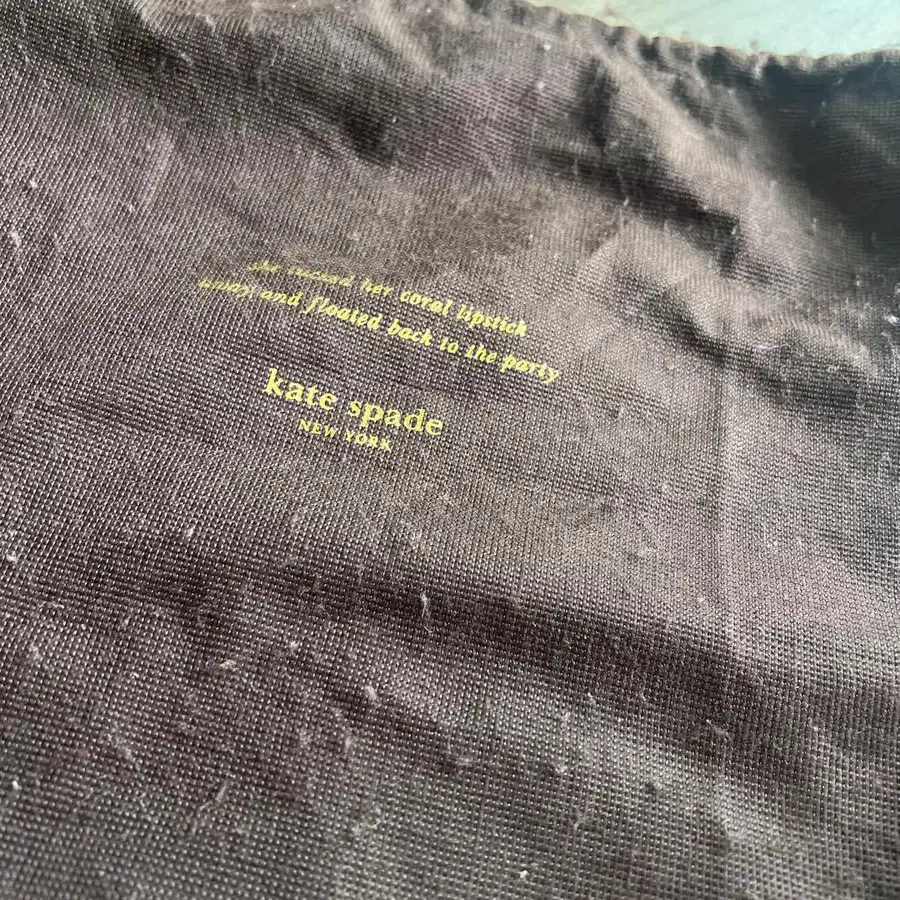 she tucked her coral lipstick
away, and floated back to the party
kate spade
NEW YORK